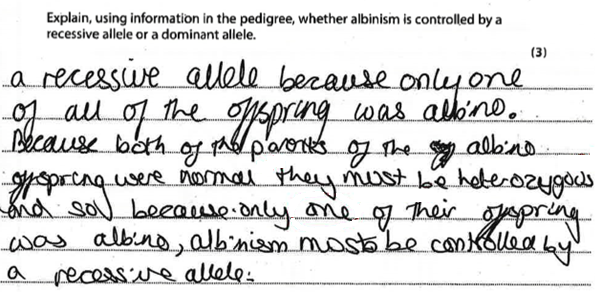 Explain, using information in the pedigree, whether albinism is controlled by a
recessive allele or a dominant allele.
(3)
a recessive allele because only one
of all of the offspring was albino.
Because both of the parents of the albino
offspring were normal they must be heterozygous
and so because only one of their offspring
was albino, albinism must be controlled by
a recessive allele.